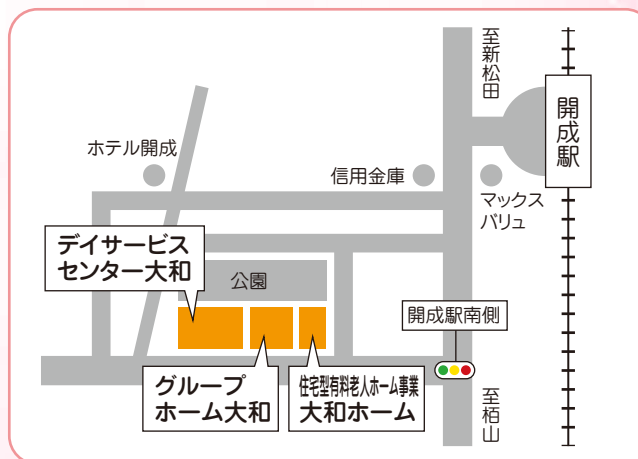 至新松田
開成駅
ホテル開成
信用金庫
マックス
バリュ
デイサービス
センター大和
公園
開成駅南側
グループ
ホーム大和
住宅型有料老人ホーム事業
大和ホーム
至栢山